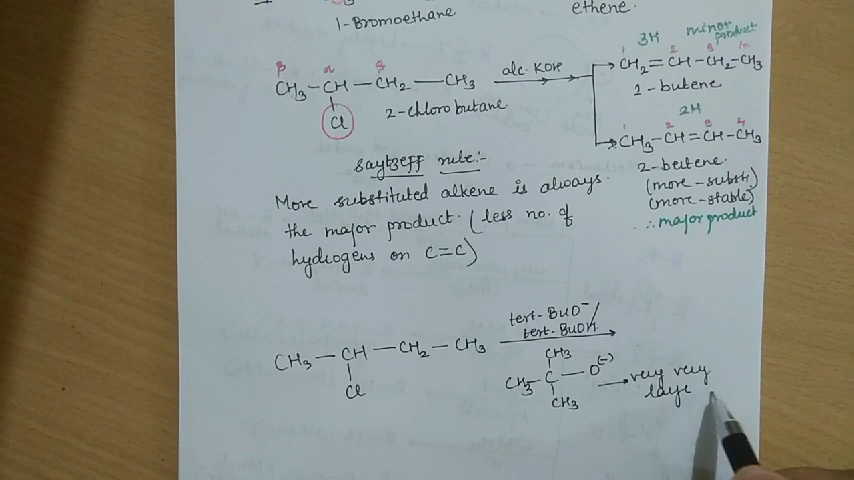 1-Bromoethane
ethene.
3H minor product
β α β
CH3-CH-CH2-CH3 alc. KOH
Cl
2-chlorobutane
1 2 3 4
CH2=CH-CH2-CH3
1-butene
2H
1 2 3 4
CH3-CH=CH-CH3
2-butene.
(more-substi)
(more-stable)
∴ major product
Saytzeff rule:-
More substituted alkene is always
the major product. (less no. of
hydrogens on C=C)
CH3-CH-CH2-CH3
Cl
tert-BuO⁻/
tert-BuOH
CH3
CH3-C-O(-) → very very
large
CH3